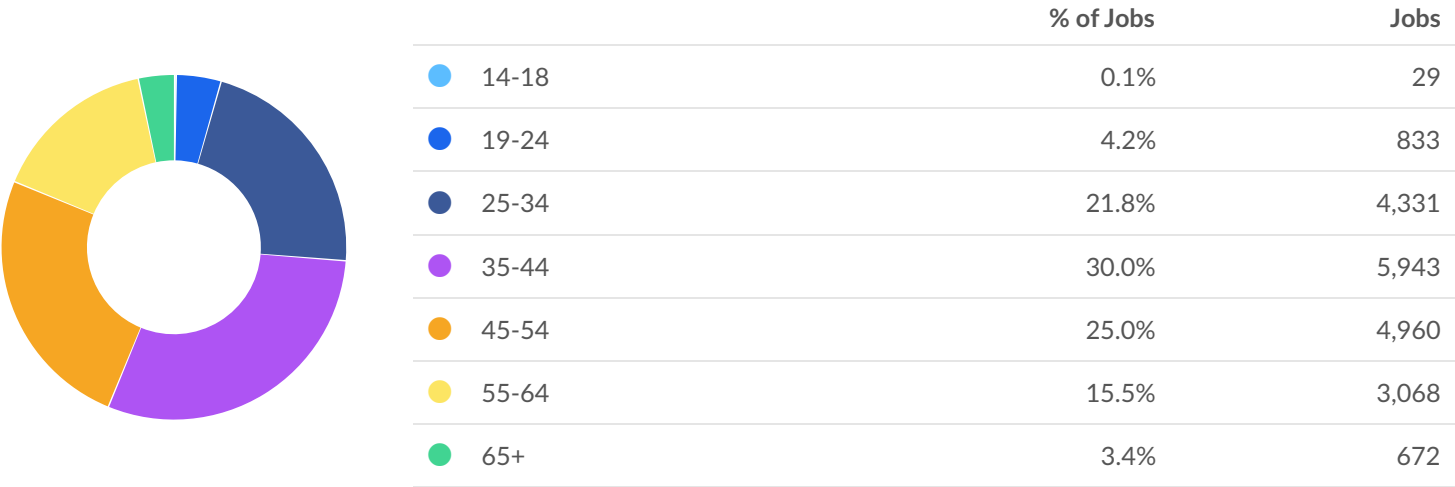 % of Jobs Jobs
14-18 0.1% 29
19-24 4.2% 833
25-34 21.8% 4,331
35-44 30.0% 5,943
45-54 25.0% 4,960
55-64 15.5% 3,068
65+ 3.4% 672